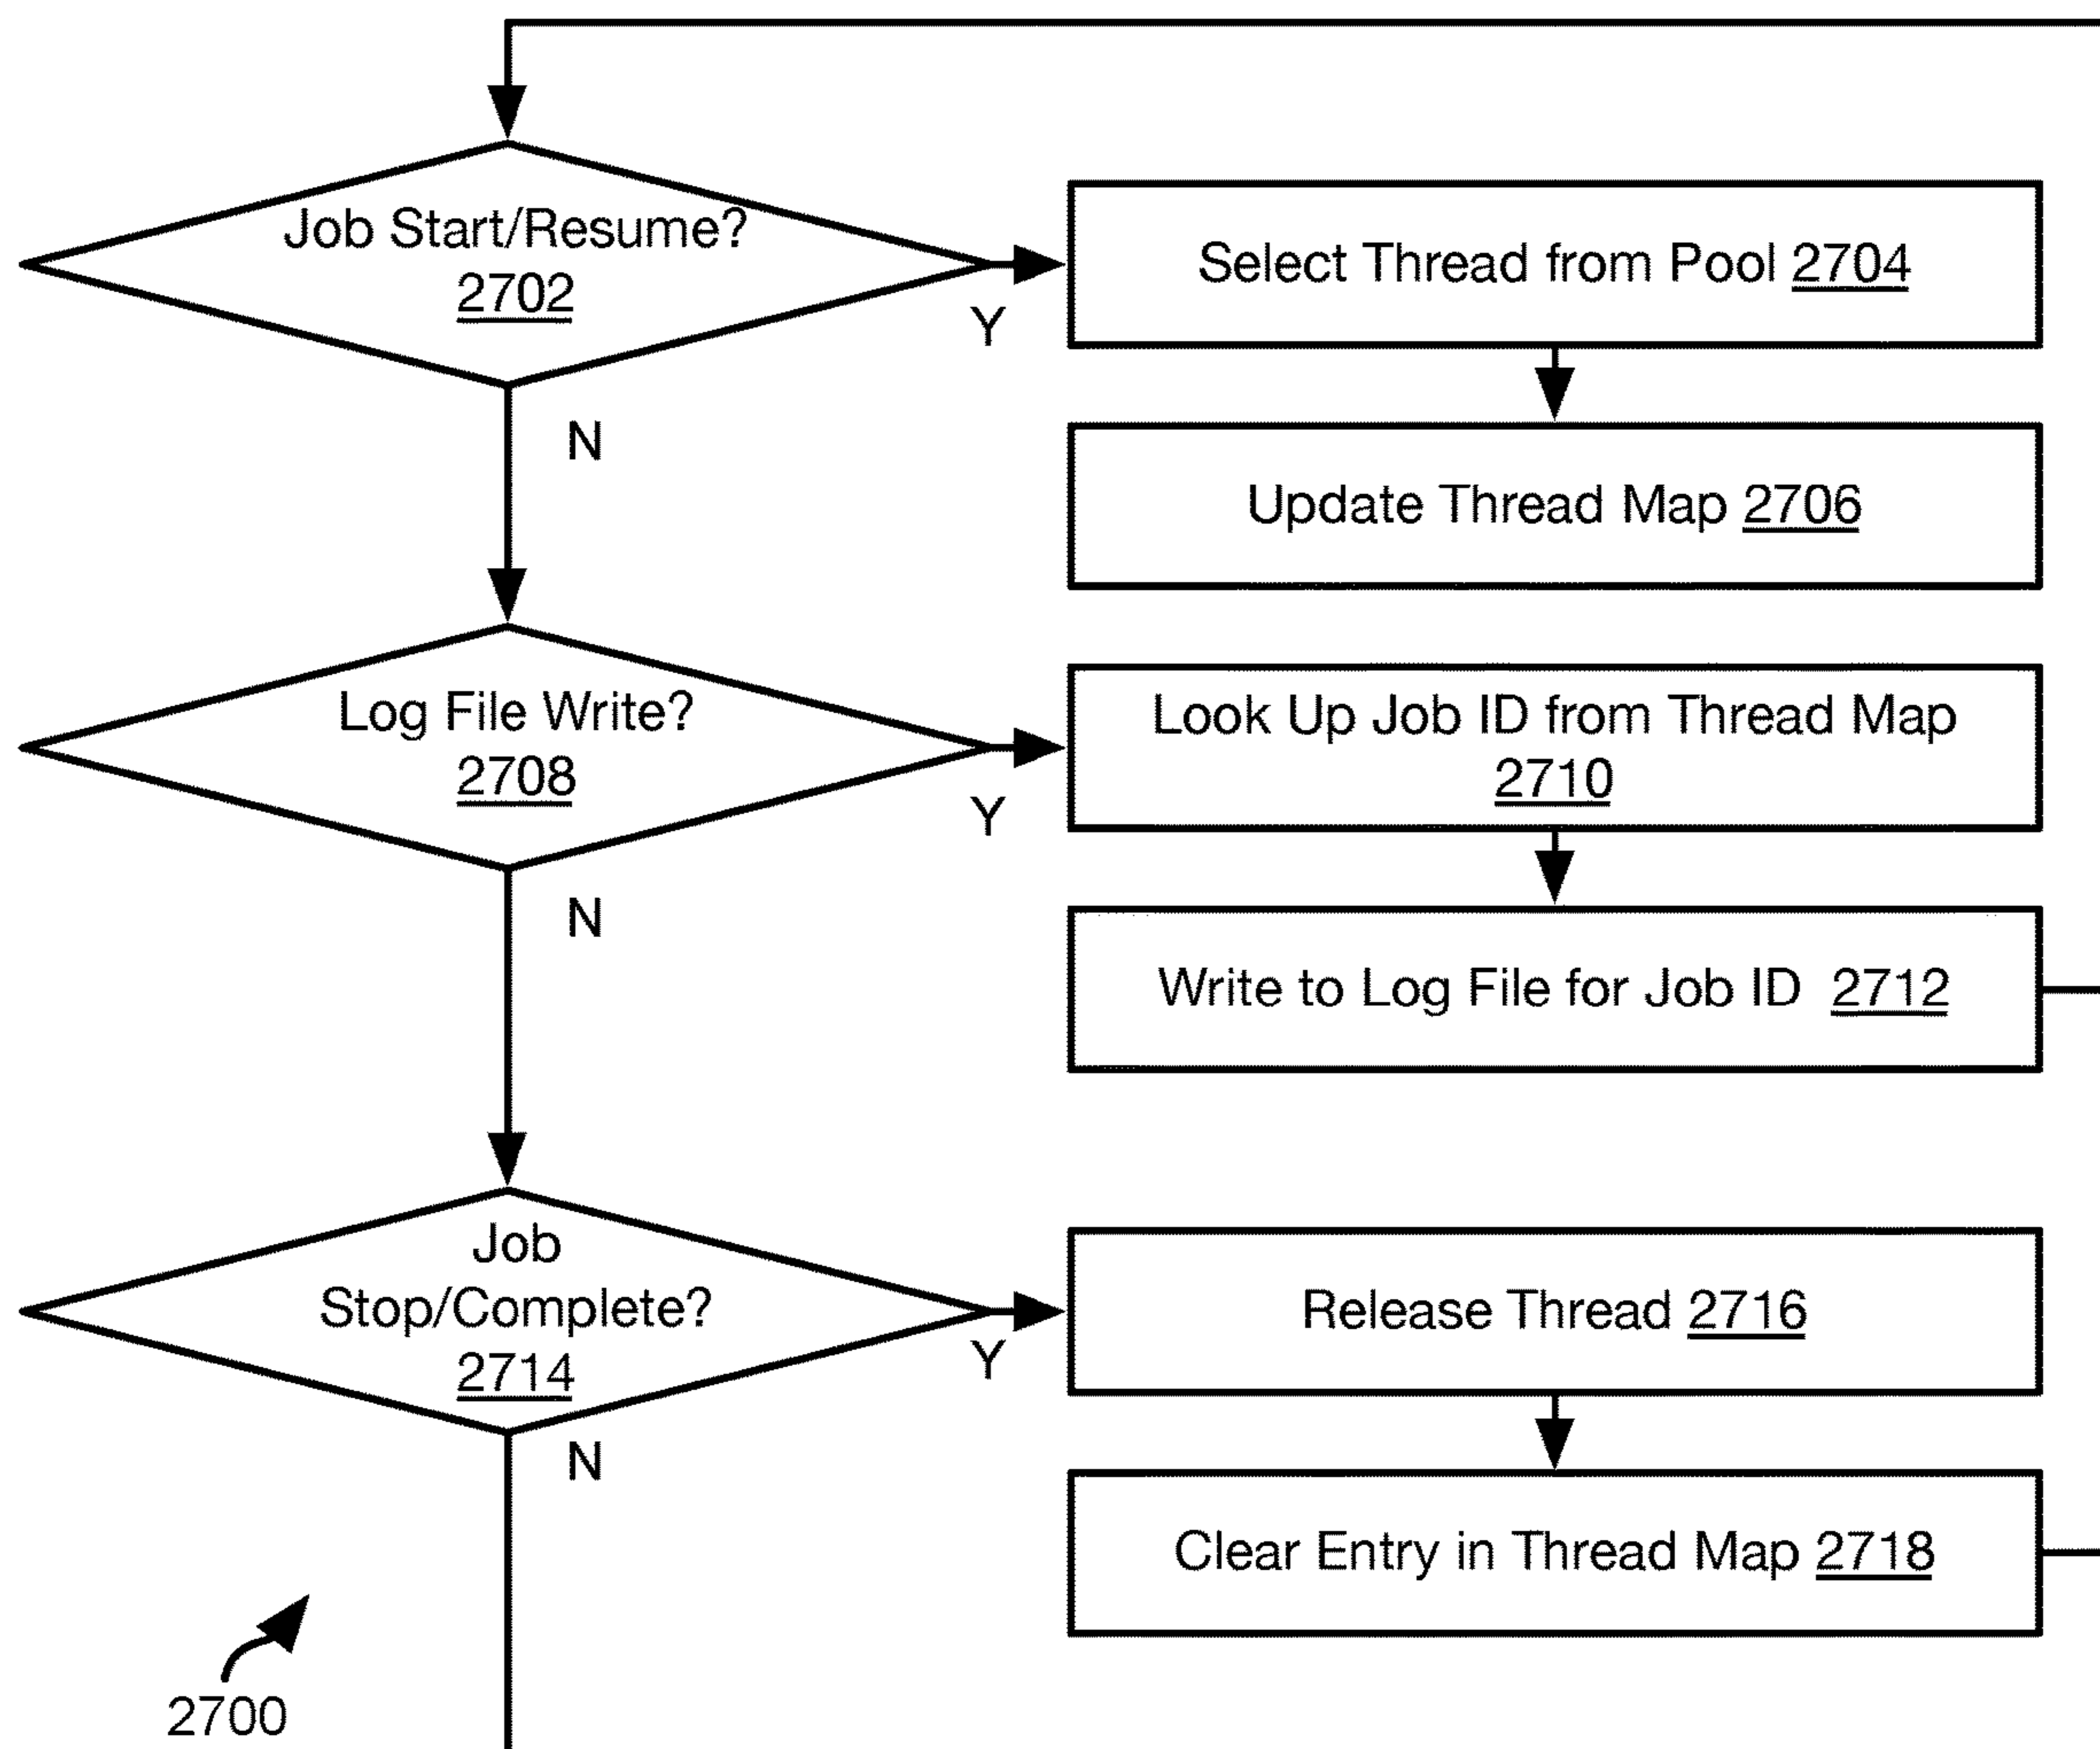 Job Start/Resume?
2702
Y
Select Thread from Pool 2704
N
Update Thread Map 2706
Log File Write?
2708
Y
Look Up Job ID from Thread Map
2710
N
Write to Log File for Job ID 2712
Job
Stop/Complete?
2714
Y
Release Thread 2716
N
Clear Entry in Thread Map 2718
2700